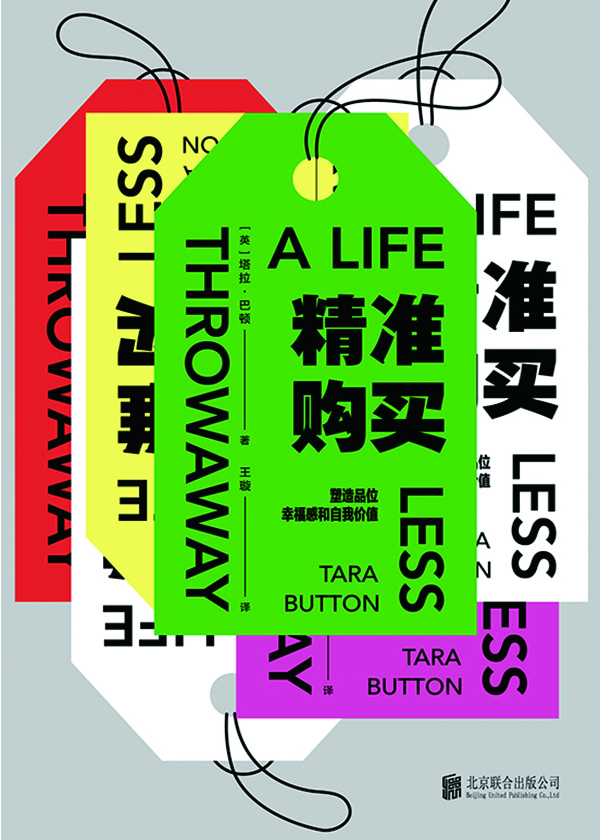 A LIFE
LESS
THROWAWAY
精准
购买
塑造品位
幸福感和自我价值
[英]塔拉·巴顿 著
王璇 译
TARA
BUTTON
THROWAWAY
LESS
NO
A
IFE
准
买
LESS
位
值
A
N
LIFE
ESS
TARA
BUTTON
AY
译
北京联合出版公司
Beijing United Publishing Co.,Ltd